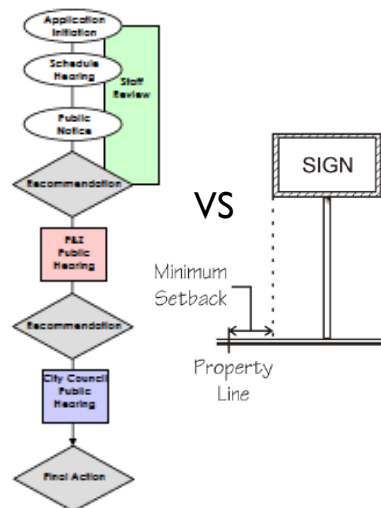 Application
Initiation
Schedule
Hearing
Staff
Review
Public
Notice
Recommendation
P&Z
Public
Hearing
Recommendation
City Council
Public
Hearing
Final Action
VS
SIGN
Minimum
Setback
Property
Line